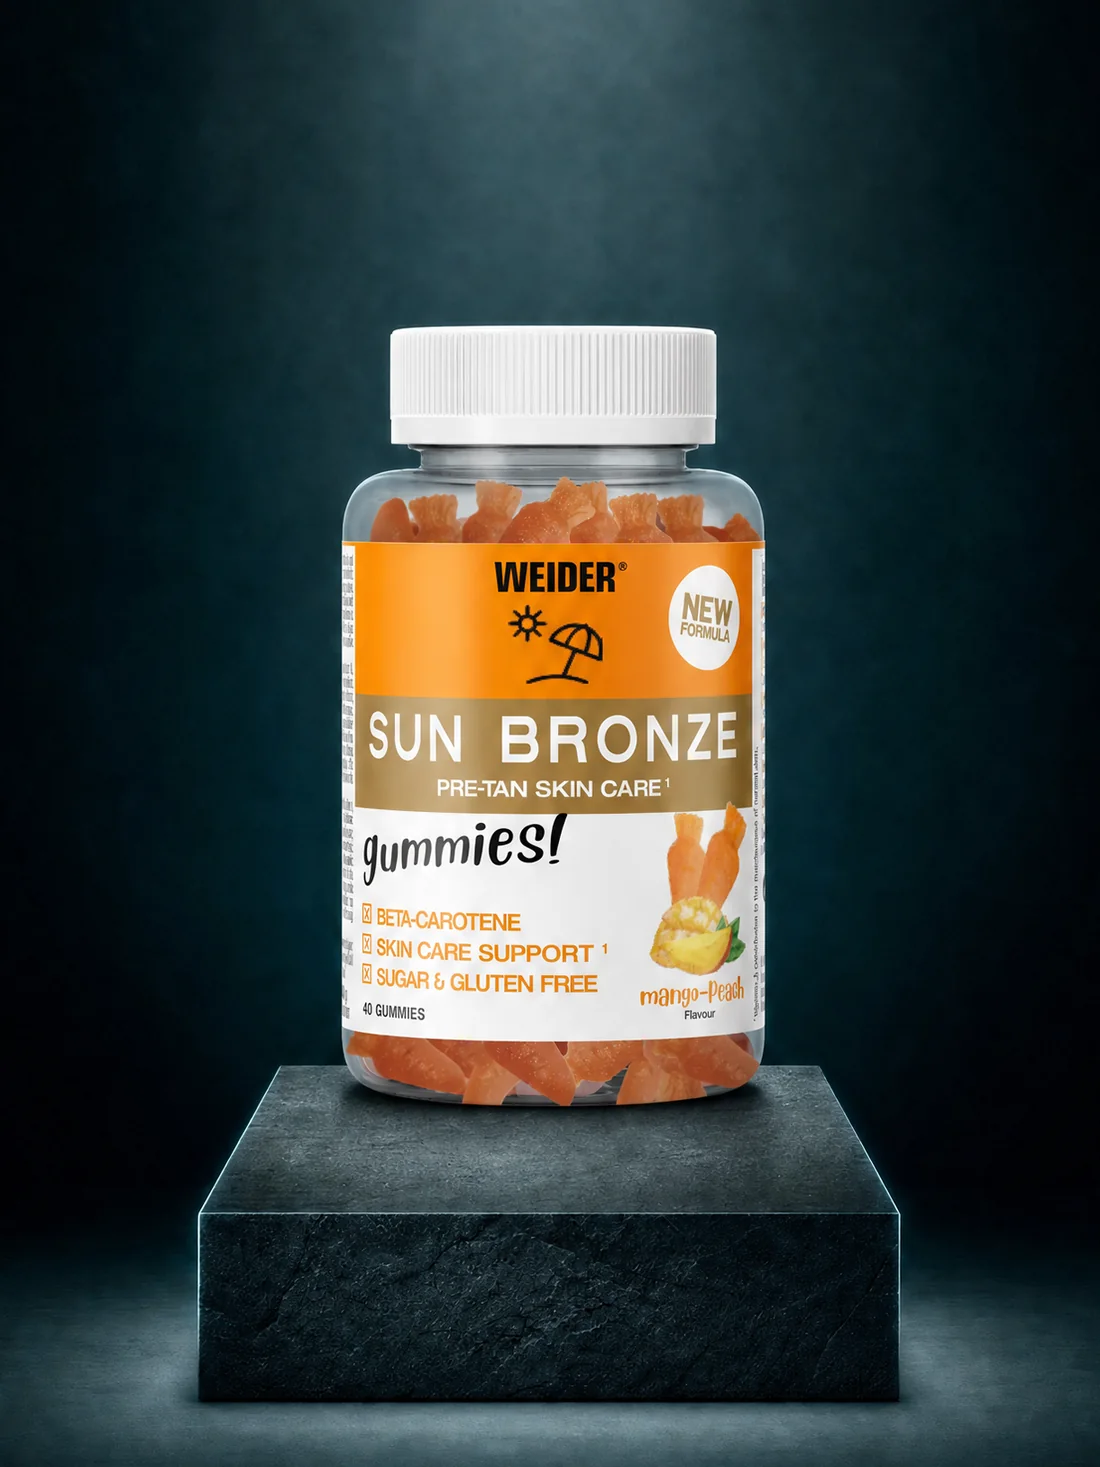 WEIDER®
NEW
FORMULA
SUN BRONZE
PRE-TAN SKIN CARE¹
gummies!
BETA-CAROTENE
SKIN CARE SUPPORT ¹
SUGAR & GLUTEN FREE
40 GUMMIES
mango-Peach
Flavour